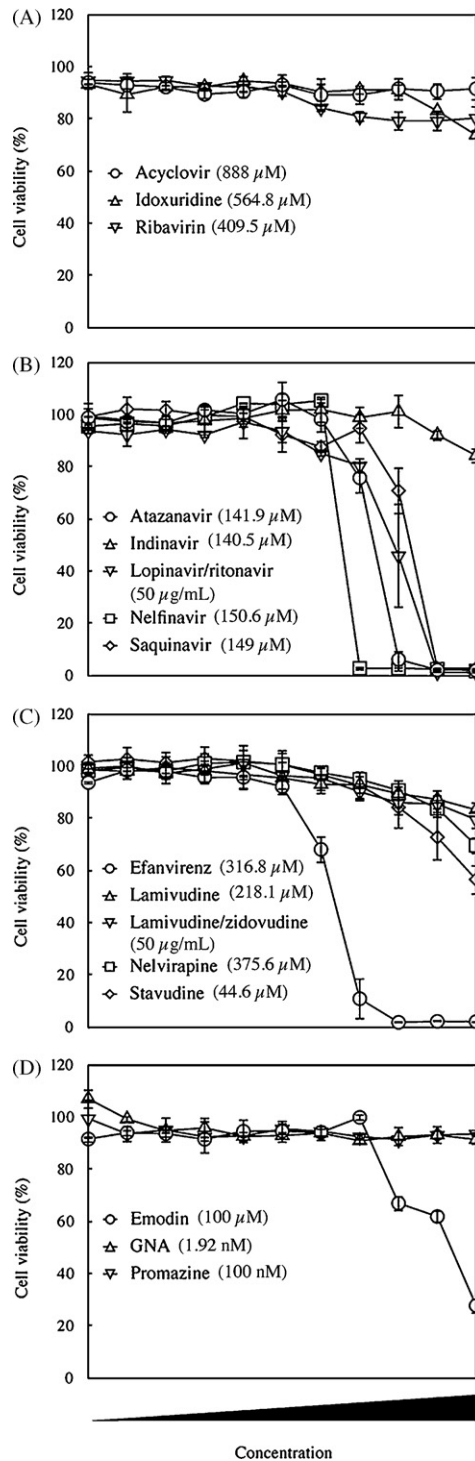 (A)
120
100
80
60
40
20
0
Cell viability (%)
Acyclovir (888 µM)
Idoxuridine (564.8 µM)
Ribavirin (409.5 µM)
(B)
120
100
80
60
40
20
0
Cell viability (%)
Atazanavir (141.9 µM)
Indinavir (140.5 µM)
Lopinavir/ritonavir
(50 µg/mL)
Nelfinavir (150.6 µM)
Saquinavir (149 µM)
(C)
120
100
80
60
40
20
0
Cell viability (%)
Efanvirenz (316.8 µM)
Lamivudine (218.1 µM)
Lamivudine/zidovudine
(50 µg/mL)
Nelvirapine (375.6 µM)
Stavudine (44.6 µM)
(D)
120
100
80
60
40
20
0
Cell viability (%)
Emodin (100 µM)
GNA (1.92 nM)
Promazine (100 nM)
Concentration